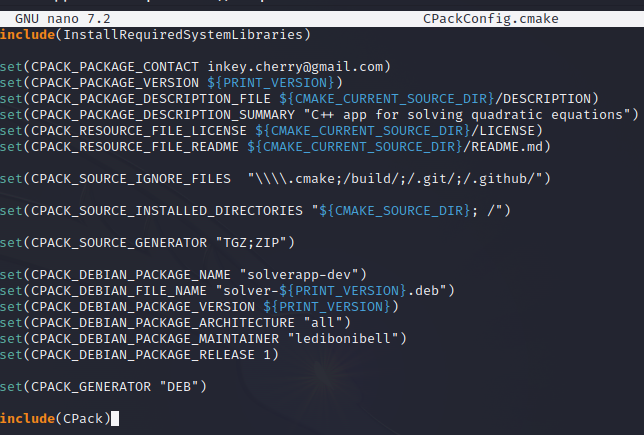 GNU nano 7.2 CPackConfig.cmake
include(InstallRequiredSystemLibraries)
set(CPACK_PACKAGE_CONTACT inkey.cherry@gmail.com)
set(CPACK_PACKAGE_VERSION ${PRINT_VERSION})
set(CPACK_PACKAGE_DESCRIPTION_FILE ${CMAKE_CURRENT_SOURCE_DIR}/DESCRIPTION)
set(CPACK_PACKAGE_DESCRIPTION_SUMMARY "C++ app for solving quadratic equations")
set(CPACK_RESOURCE_FILE_LICENSE ${CMAKE_CURRENT_SOURCE_DIR}/LICENSE)
set(CPACK_RESOURCE_FILE_README ${CMAKE_CURRENT_SOURCE_DIR}/README.md)
set(CPACK_SOURCE_IGNORE_FILES  "\\\\.cmake;/build/;/.git/;/.github/")
set(CPACK_SOURCE_INSTALLED_DIRECTORIES "${CMAKE_SOURCE_DIR}; /")
set(CPACK_SOURCE_GENERATOR "TGZ;ZIP")
set(CPACK_DEBIAN_PACKAGE_NAME "solverapp-dev")
set(CPACK_DEBIAN_FILE_NAME "solver-${PRINT_VERSION}.deb")
set(CPACK_DEBIAN_PACKAGE_VERSION ${PRINT_VERSION})
set(CPACK_DEBIAN_PACKAGE_ARCHITECTURE "all")
set(CPACK_DEBIAN_PACKAGE_MAINTAINER "ledibonibell")
set(CPACK_DEBIAN_PACKAGE_RELEASE 1)
set(CPACK_GENERATOR "DEB")
include(CPack)